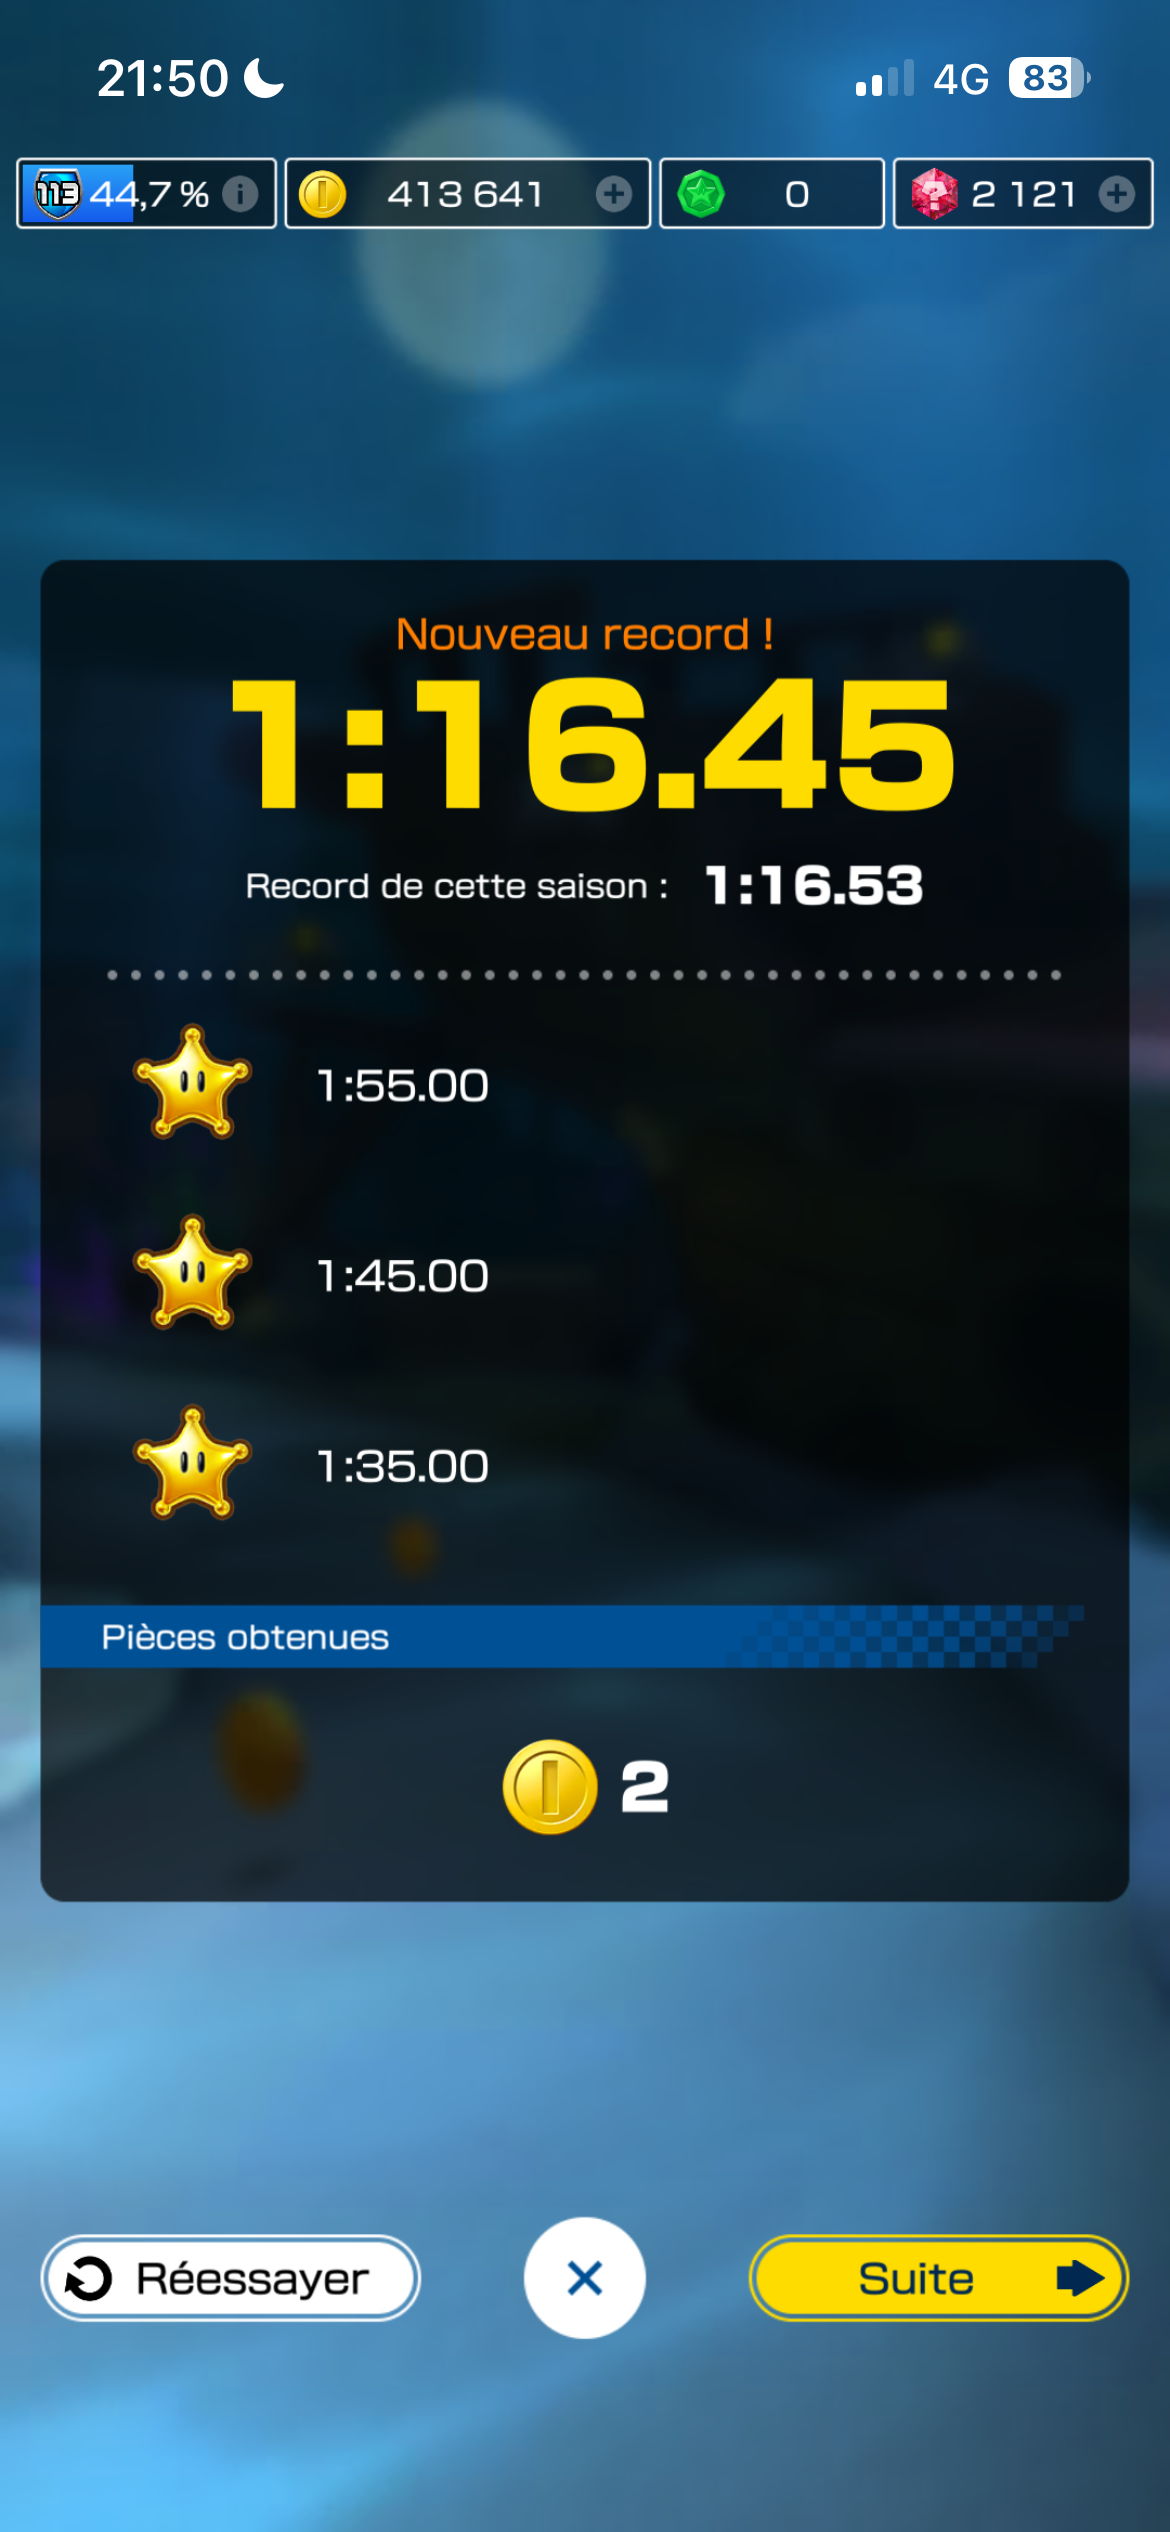 21:50 4G 83
113 44,7 % i 413 641 + 0 2 121 +
Nouveau record !
1:16.45
Record de cette saison : 1:16.53
1:55.00
1:45.00
1:35.00
Pièces obtenues
2
Réessayer × Suite